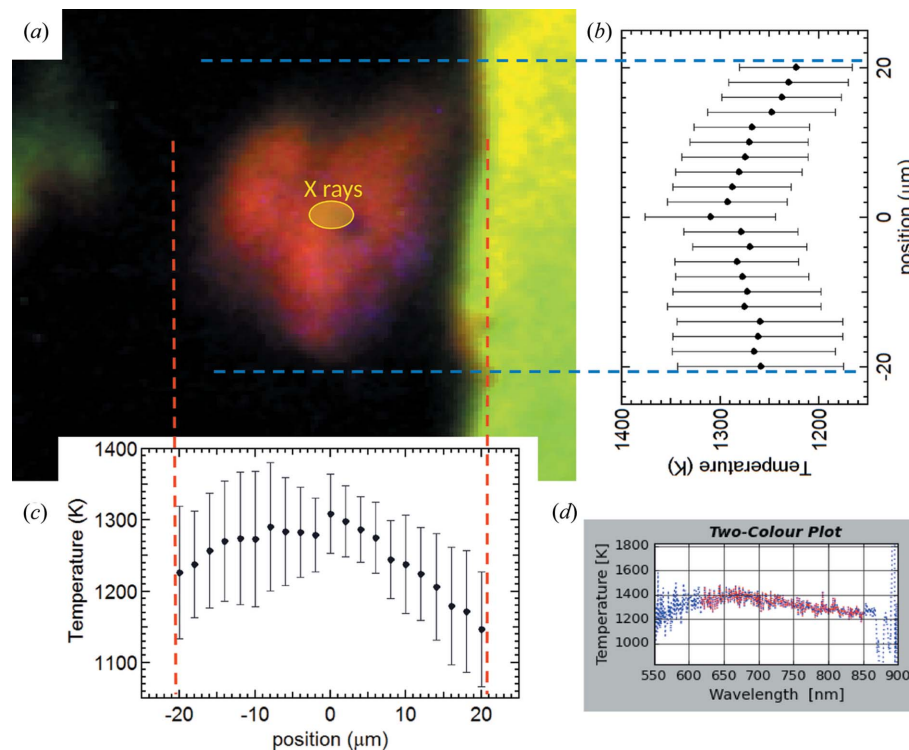 (a)
X rays
(b)
20
0
-20
position (μm)
1400
1300
1200
Temperature (K)
(c)
1400
1300
1200
1100
Temperature (K)
-20
-10
0
10
20
position (μm)
(d)
Two-Colour Plot
Temperature [K]
1800
1600
1400
1200
1000
550 600 650 700 750 800 850 900
Wavelength [nm]